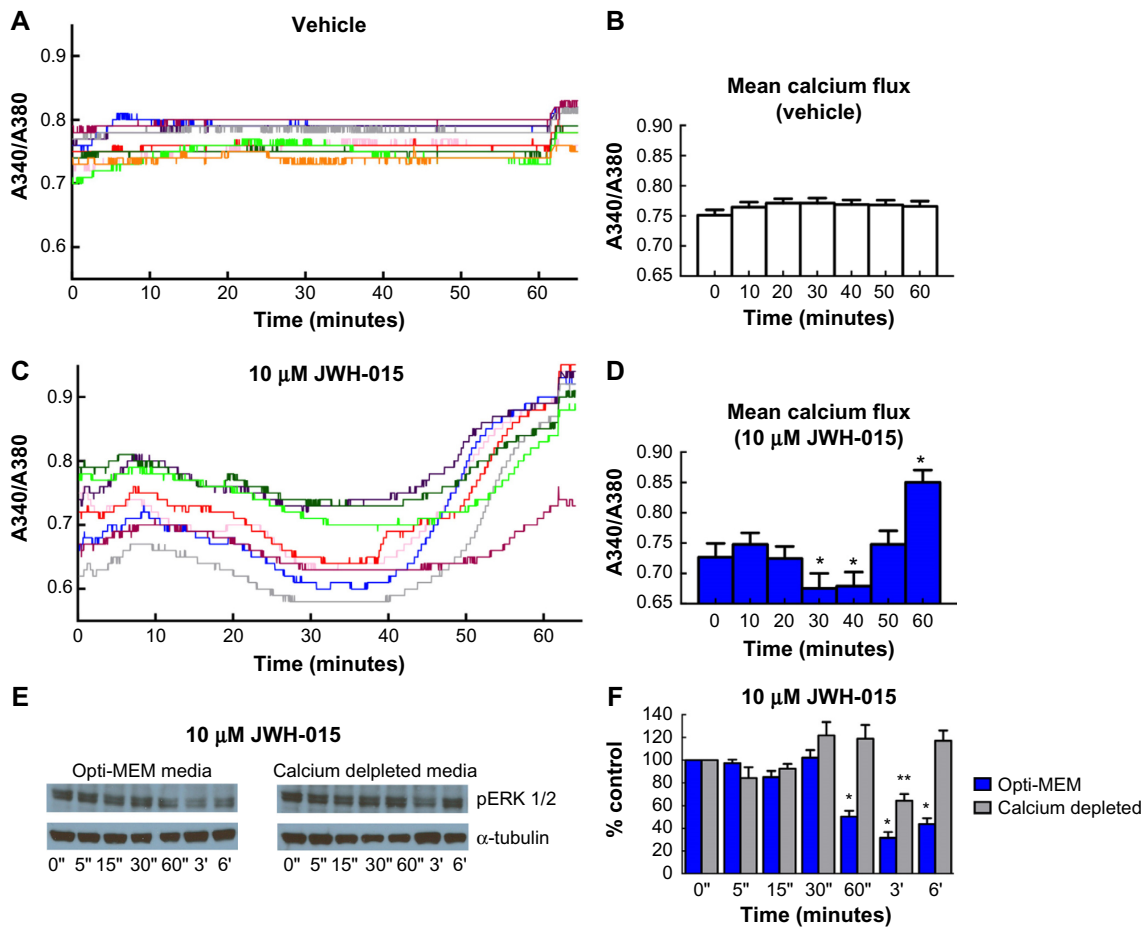 A
Vehicle
A340/A380
0.9
0.8
0.7
0.6
0 10 20 30 40 50 60
Time (minutes)
B
Mean calcium flux
(vehicle)
A340/A380
0.90
0.85
0.80
0.75
0.70
0.65
0 10 20 30 40 50 60
Time (minutes)
C
10 µM JWH-015
A340/A380
0.9
0.8
0.7
0.6
0 10 20 30 40 50 60
Time (minutes)
D
Mean calcium flux
(10 µM JWH-015)
A340/A380
0.90
0.85
0.80
0.75
0.70
0.65
* * *
0 10 20 30 40 50 60
Time (minutes)
E
10 µM JWH-015
Opti-MEM media
Calcium delpleted media
pERK 1/2
α-tubulin
0" 5" 15" 30" 60" 3' 6'
0" 5" 15" 30" 60" 3' 6'
F
10 µM JWH-015
% control
140
120
100
80
60
40
20
0
* * ** *
0" 5" 15" 30" 60" 3' 6'
Time (minutes)
Opti-MEM
Calcium depleted